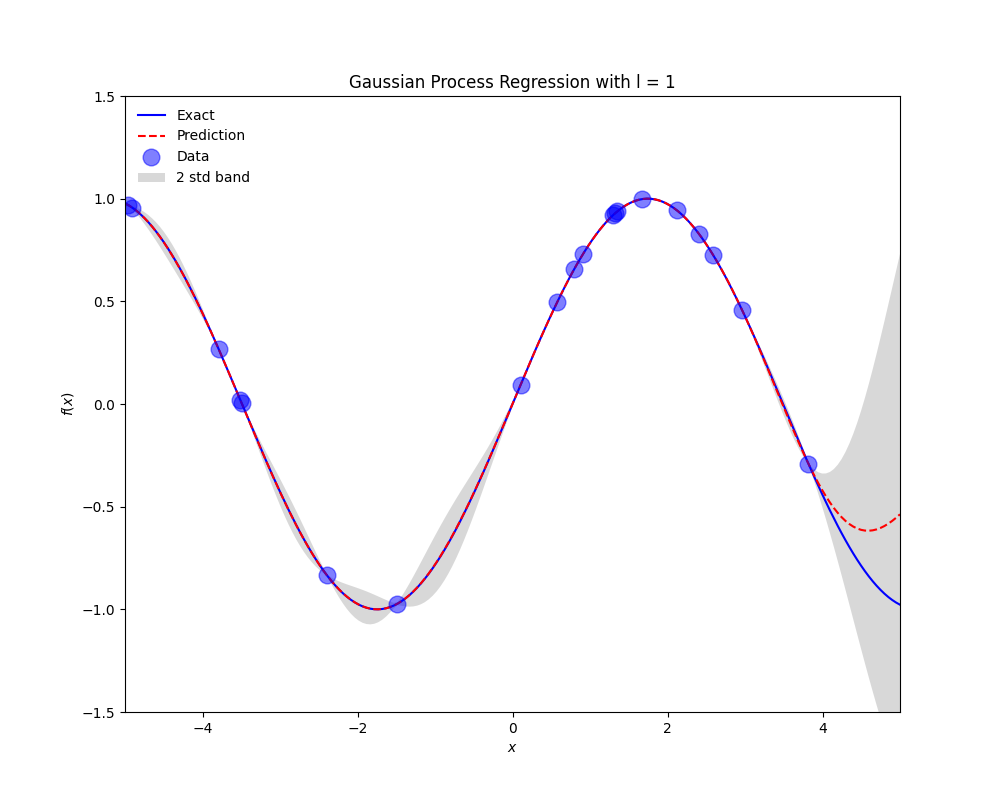 Gaussian Process Regression with l = 1
1.5
Exact
Prediction
Data
2 std band
1.0
0.5
0.0
f(x)
−0.5
−1.0
−1.5
−4
−2
0
2
4
x